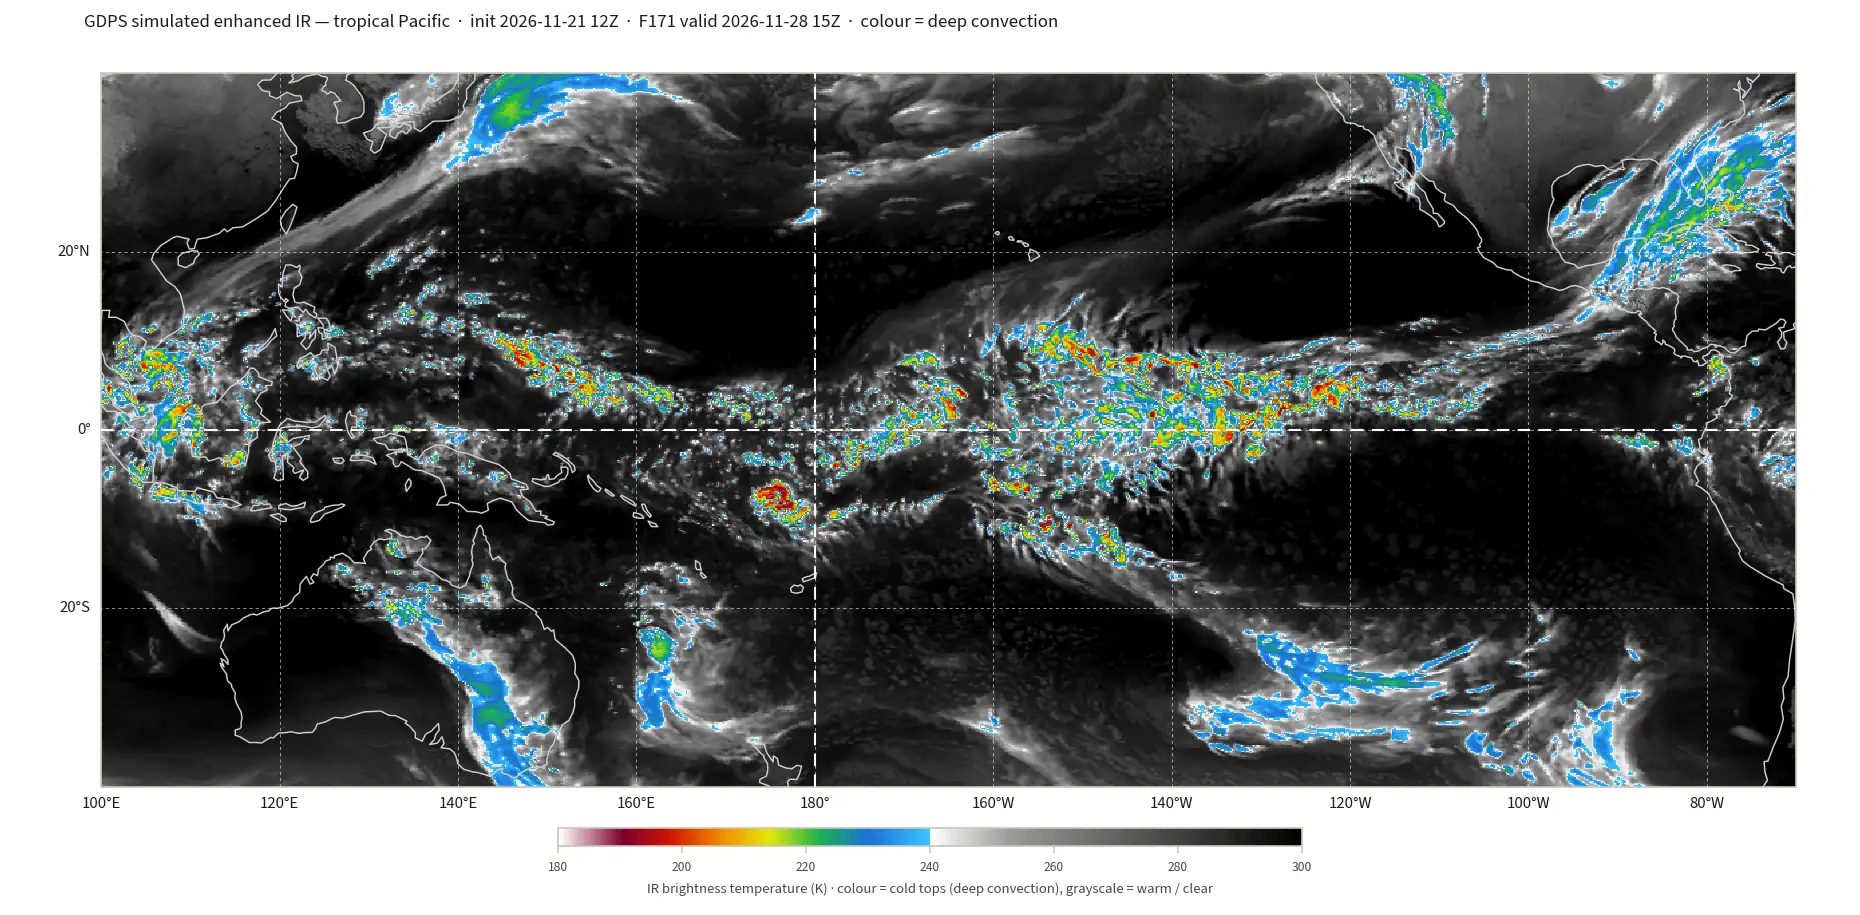 GDPS simulated enhanced IR — tropical Pacific · init 2026-11-21 12Z · F171 valid 2026-11-28 15Z · colour = deep convection
20°N
0°
20°S
100°E 120°E 140°E 160°E 180° 160°W 140°W 120°W 100°W 80°W
180 200 220 240 260 280 300
IR brightness temperature (K) · colour = cold tops (deep convection), grayscale = warm / clear